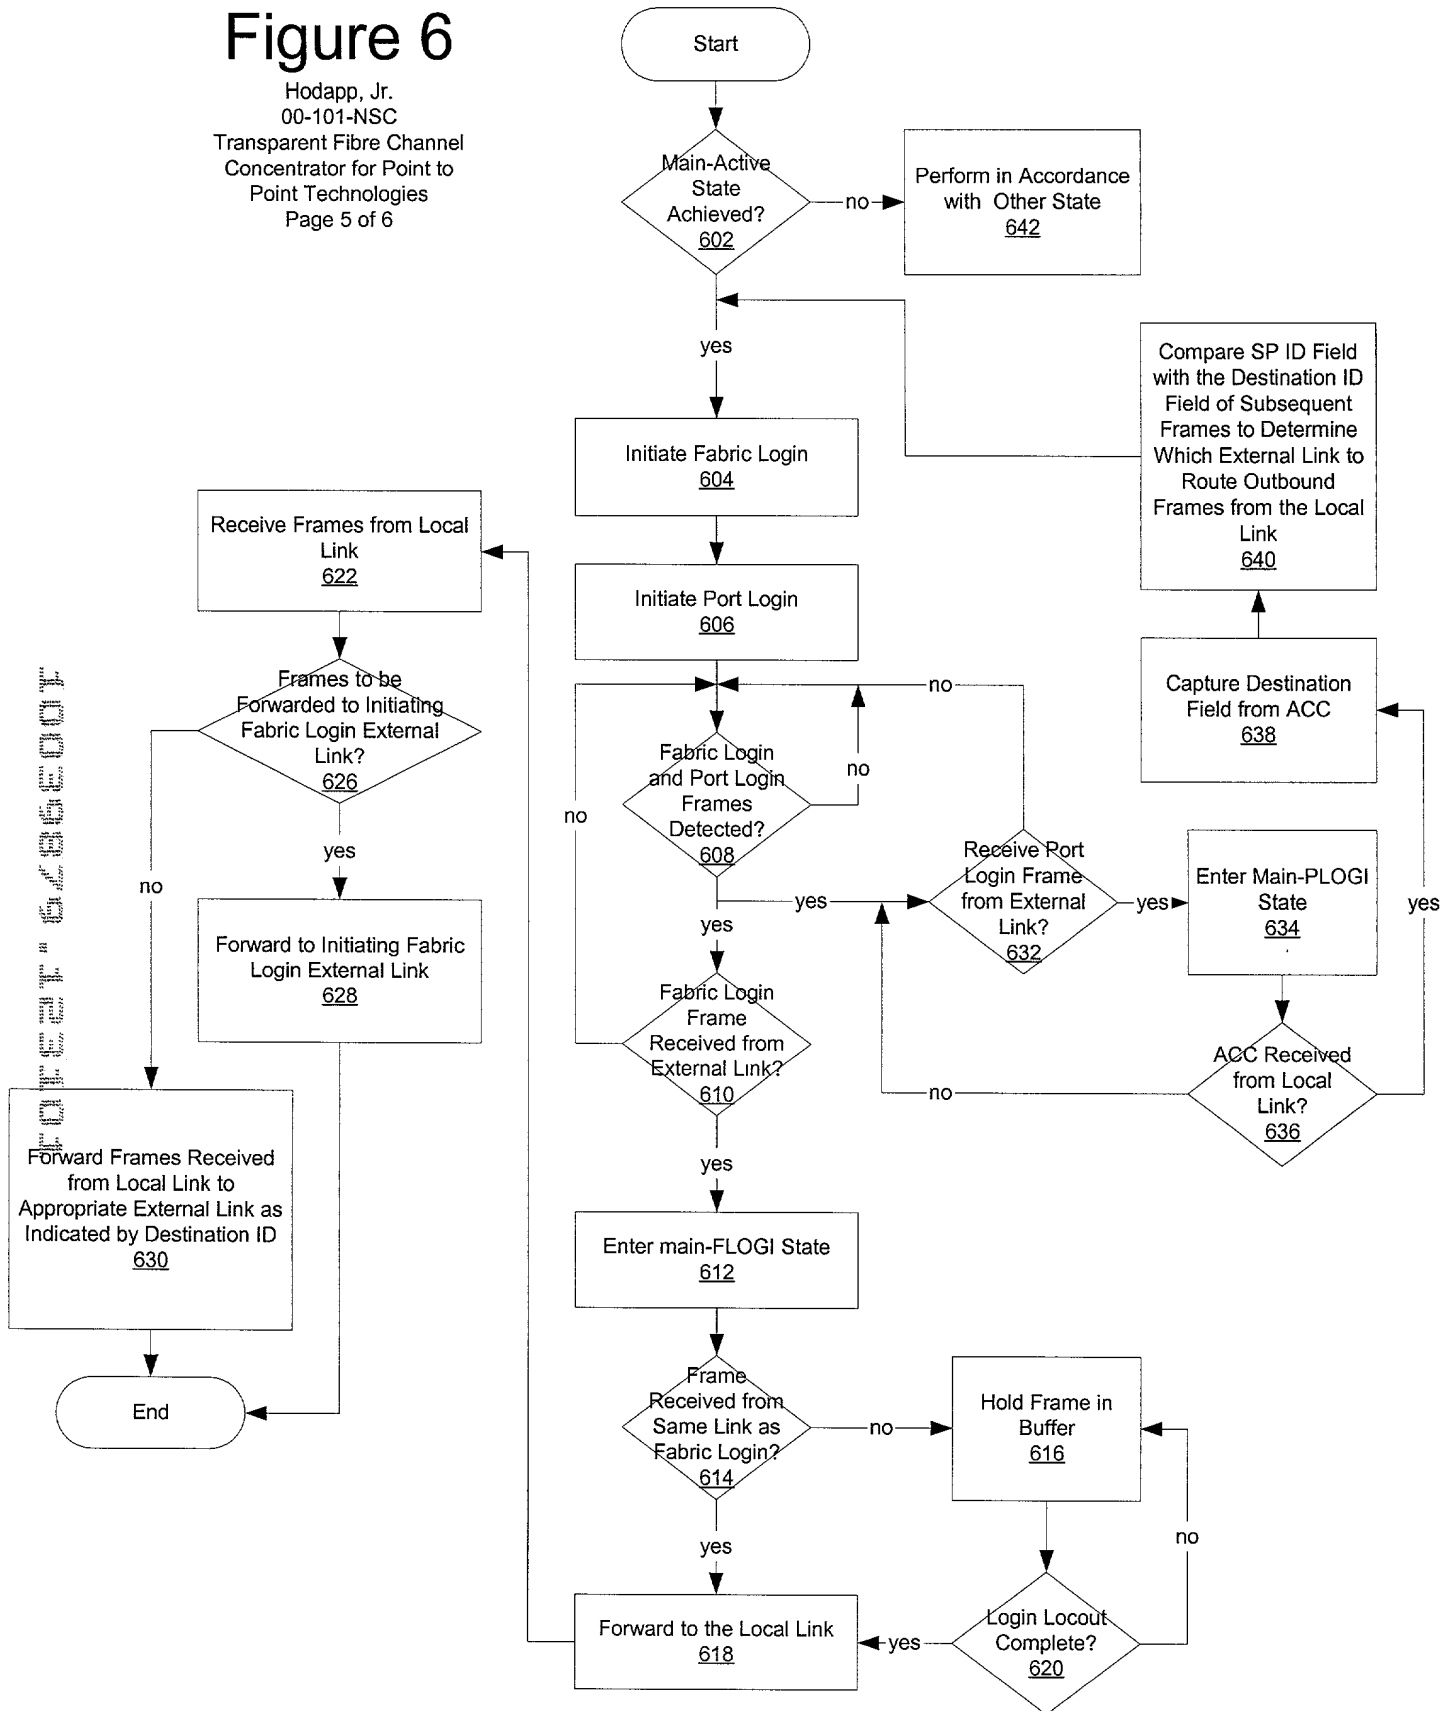 Figure 6
Hodapp, Jr.
00-101-NSC
Transparent Fibre Channel
Concentrator for Point to
Point Technologies
Page 5 of 6
Start
Main-Active
State
Achieved?
602
no
Perform in Accordance
with Other State
642
yes
Initiate Fabric Login
604
Initiate Port Login
606
Compare SP ID Field
with the Destination ID
Field of Subsequent
Frames to Determine
Which External Link to
Route Outbound
Frames from the Local
Link
640
Capture Destination
Field from ACC
638
Receive Frames from Local
Link
622
Frames to be
Forwarded to Initiating
Fabric Login External
Link?
626
no
yes
Forward to Initiating Fabric
Login External Link
628
Forward Frames Received
from Local Link to
Appropriate External Link as
Indicated by Destination ID
630
End
no
Fabric Login
and Port Login
Frames
Detected?
608
no
no
yes
yes
Receive Port
Login Frame
from External
Link?
632
yes
Enter Main-PLOGI
State
634
yes
ACC Received
from Local
Link?
636
no
Fabric Login
Frame
Received from
External Link?
610
yes
Enter main-FLOGI State
612
Frame
Received from
Same Link as
Fabric Login?
614
no
Hold Frame in
Buffer
616
no
yes
Login Locout
Complete?
620
yes
Forward to the Local Link
618